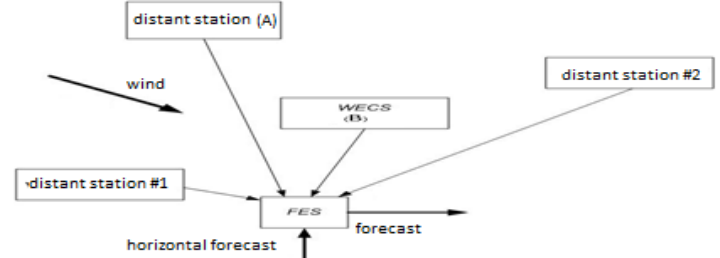 distant station (A)
wind
distant station #2
WECS
(B)
distant station #1
FES
forecast
horizontal forecast